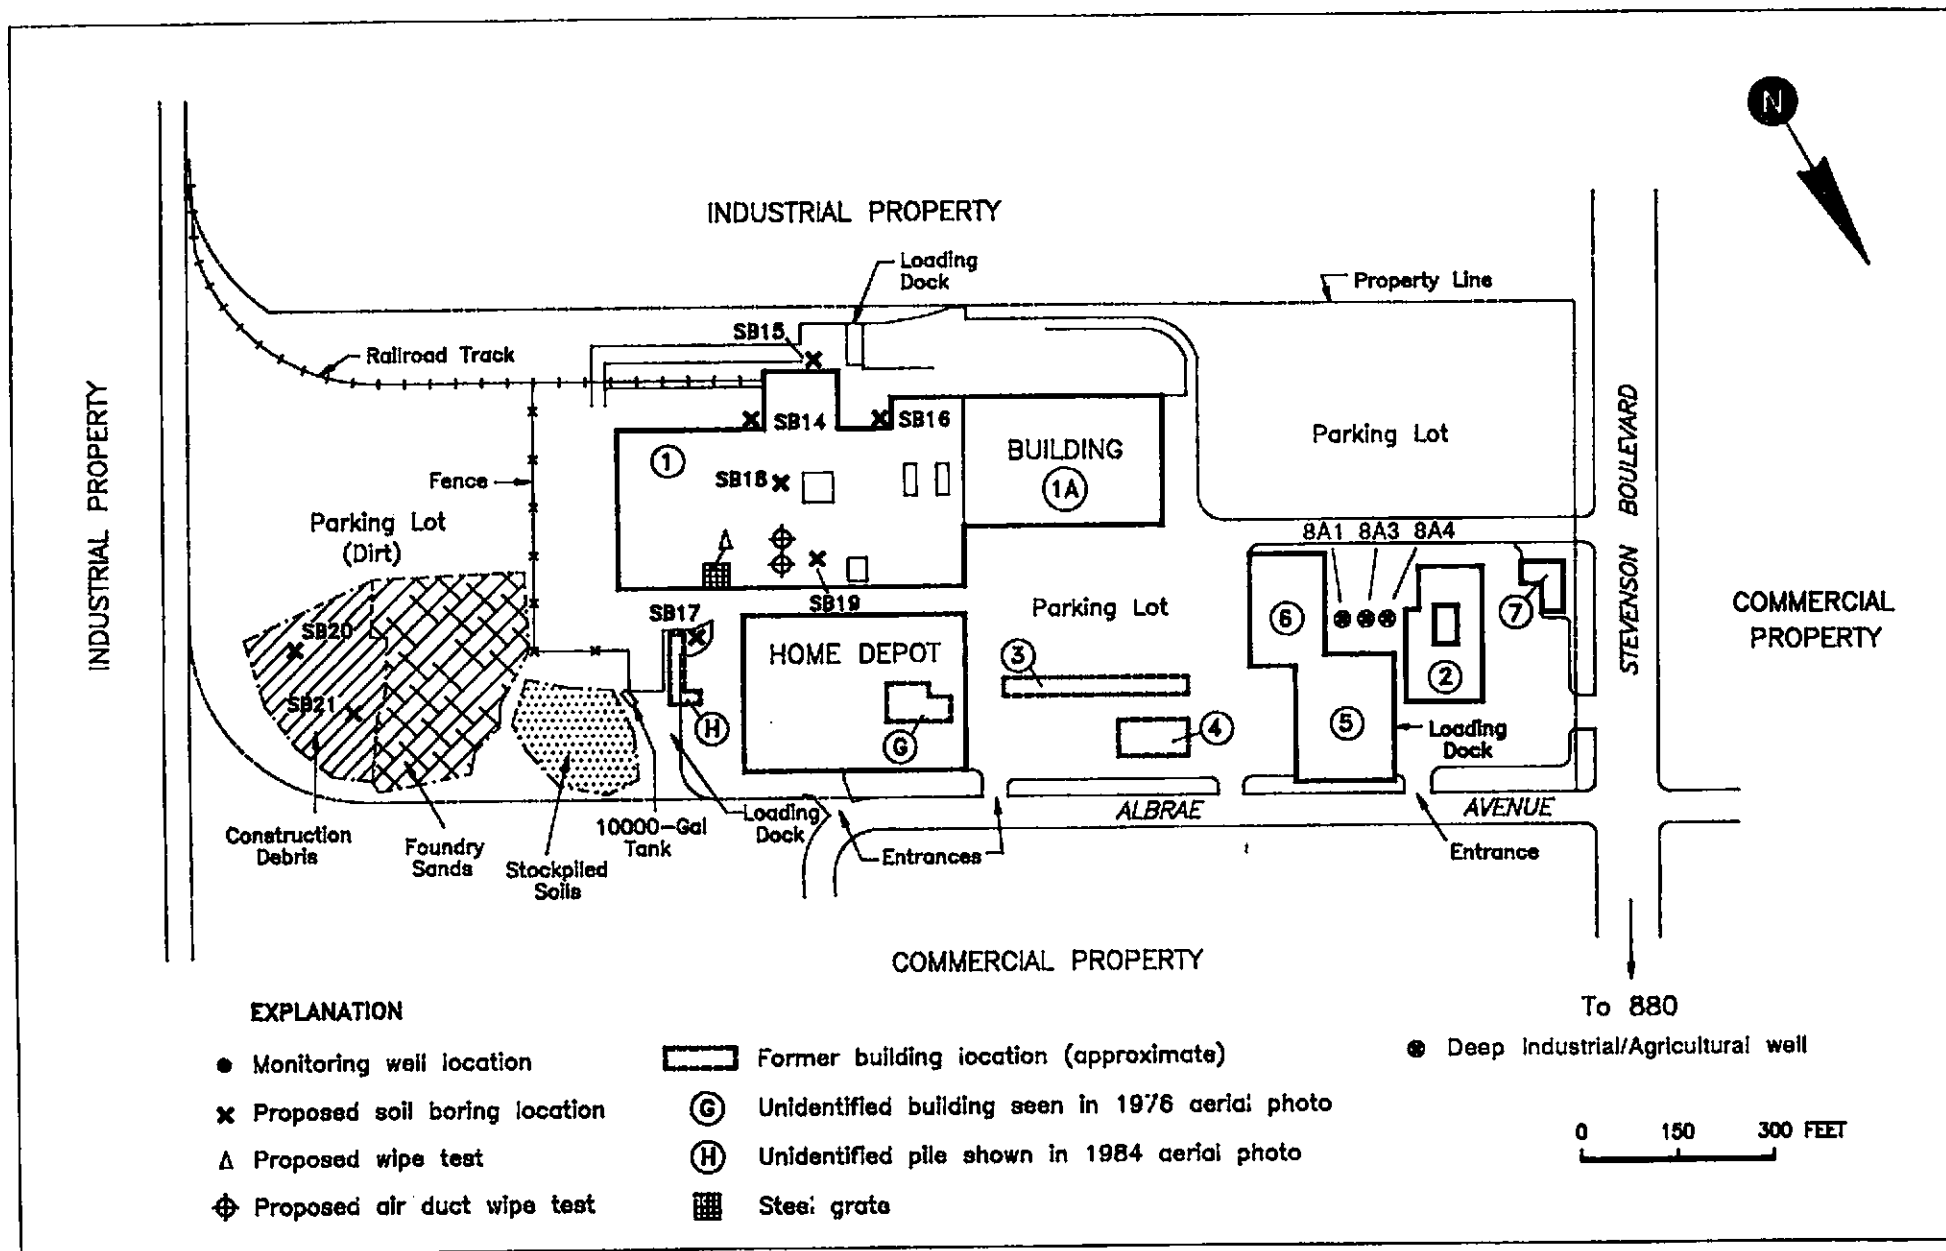 N
INDUSTRIAL PROPERTY
Loading
Dock
Property Line
SB15
Railroad Track
INDUSTRIAL PROPERTY
SB14
SB16
1
BUILDING
1A
Parking Lot
STEVENSON BOULEVARD
Fence
SB18
Parking Lot
(Dirt)
8A1 8A3 8A4
SB20
SB17
SB19
Parking Lot
6
7
COMMERCIAL
PROPERTY
HOME DEPOT
3
2
SB21
H
G
4
5
Loading
Dock
Construction
Debris
Foundry
Sands
Stockpiled
Soils
10000-Gal
Tank
Loading
Dock
Entrances
ALBRAE AVENUE
Entrance
COMMERCIAL PROPERTY
To 880
EXPLANATION
Monitoring well location
Proposed soil boring location
Proposed wipe test
Proposed air duct wipe test
Former building location (approximate)
G Unidentified building seen in 1976 aerial photo
H Unidentified pile shown in 1984 aerial photo
Steel grate
Deep Industrial/Agricultural well
0 150 300 FEET